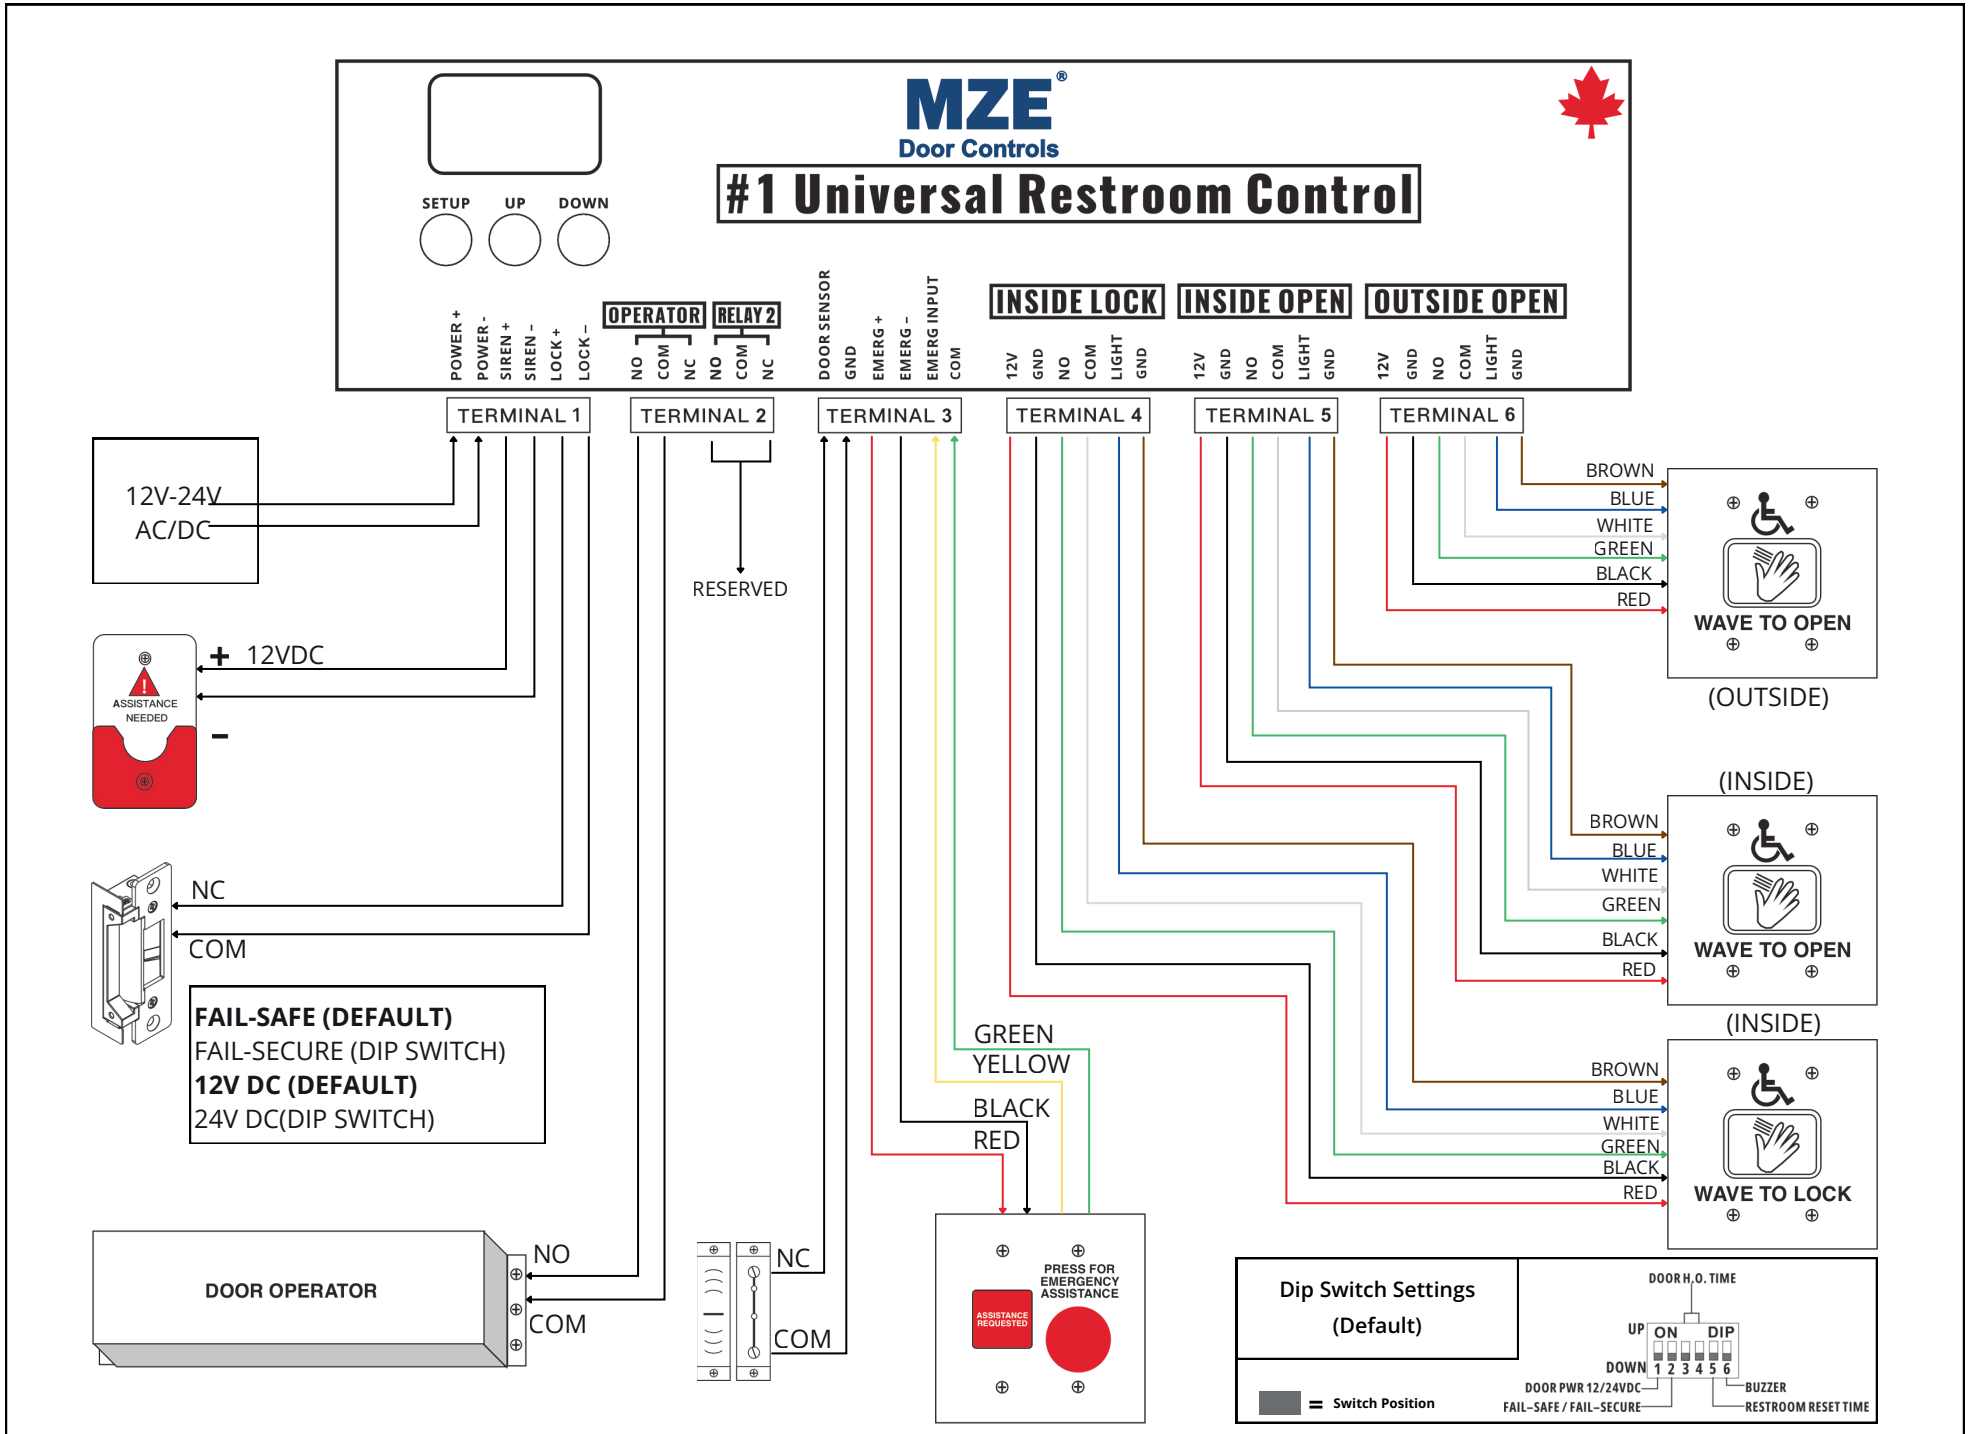 MZE®
Door Controls
#1 Universal Restroom Control
SETUP UP DOWN
POWER +
POWER -
SIREN +
SIREN –
LOCK +
LOCK –
OPERATOR
NO
COM
NC
RELAY 2
NO
COM
NC
DOOR SENSOR
GND
EMERG +
EMERG –
EMERG INPUT
COM
INSIDE LOCK
12V
GND
NO
COM
LIGHT
GND
INSIDE OPEN
12V
GND
NO
COM
LIGHT
GND
OUTSIDE OPEN
12V
GND
NO
COM
LIGHT
GND
TERMINAL 1
TERMINAL 2
TERMINAL 3
TERMINAL 4
TERMINAL 5
TERMINAL 6
12V-24V
AC/DC
RESERVED
+ 12VDC
–
!
ASSISTANCE
NEEDED
NC
COM
FAIL-SAFE (DEFAULT)
FAIL-SECURE (DIP SWITCH)
12V DC (DEFAULT)
24V DC(DIP SWITCH)
DOOR OPERATOR
NO
COM
NC
COM
GREEN
YELLOW
BLACK
RED
PRESS FOR
EMERGENCY
ASSISTANCE
ASSISTANCE
REQUESTED
BROWN
BLUE
WHITE
GREEN
BLACK
RED
WAVE TO OPEN
(OUTSIDE)
(INSIDE)
BROWN
BLUE
WHITE
GREEN
BLACK
RED
WAVE TO OPEN
(INSIDE)
BROWN
BLUE
WHITE
GREEN
BLACK
RED
WAVE TO LOCK
Dip Switch Settings
(Default)
= Switch Position
DOOR H.O. TIME
UP
ON DIP
DOWN
1 2 3 4 5 6
DOOR PWR 12/24VDC
BUZZER
FAIL–SAFE / FAIL–SECURE
RESTROOM RESET TIME